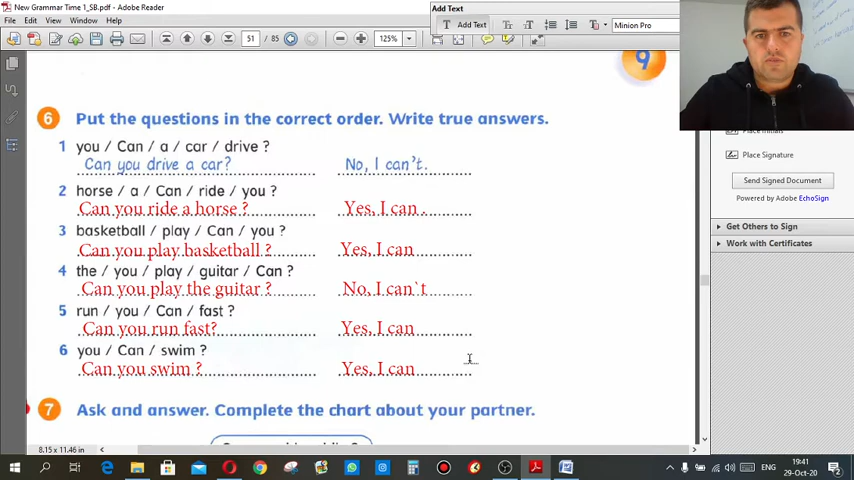 New Grammar Time 1_SB.pdf - Adobe Reader
File Edit View Window Help
51 / 85 125%
Add Text
Add Text Minion Pro
9
6 Put the questions in the correct order. Write true answers.
1 you / Can / a / car / drive ?
Can you drive a car? No, I can't.
2 horse / a / Can / ride / you ?
Can you ride a horse ? Yes, I can .
3 basketball / play / Can / you ?
Can you play basketball ? Yes, I can
4 the / you / play / guitar / Can ?
Can you play the guitar ? No, I can`t
5 run / you / Can / fast ?
Can you run fast? Yes, I can
6 you / Can / swim ?
Can you swim ? Yes, I can
7 Ask and answer. Complete the chart about your partner.
Place Initials
Place Signature
Send Signed Document
Powered by Adobe EchoSign
Get Others to Sign
Work with Certificates
8.15 x 11.46 in
ENG
19:41
29-Oct-20
2